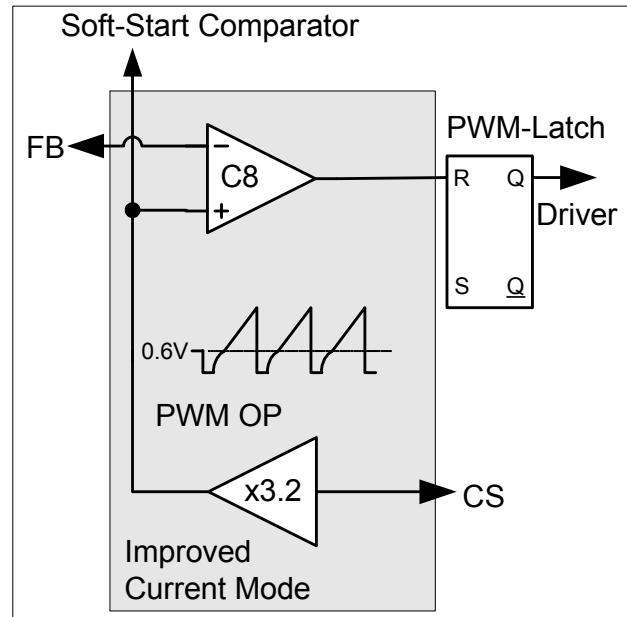 Soft-Start Comparator
FB
PWM-Latch
−
C8
+
R Q
Driver
S Q
0.6V
PWM OP
x3.2
CS
Improved
Current Mode